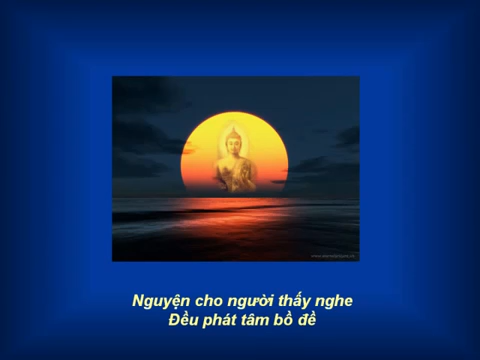 Nguyện cho người thấy nghe
Đều phát tâm bồ đề